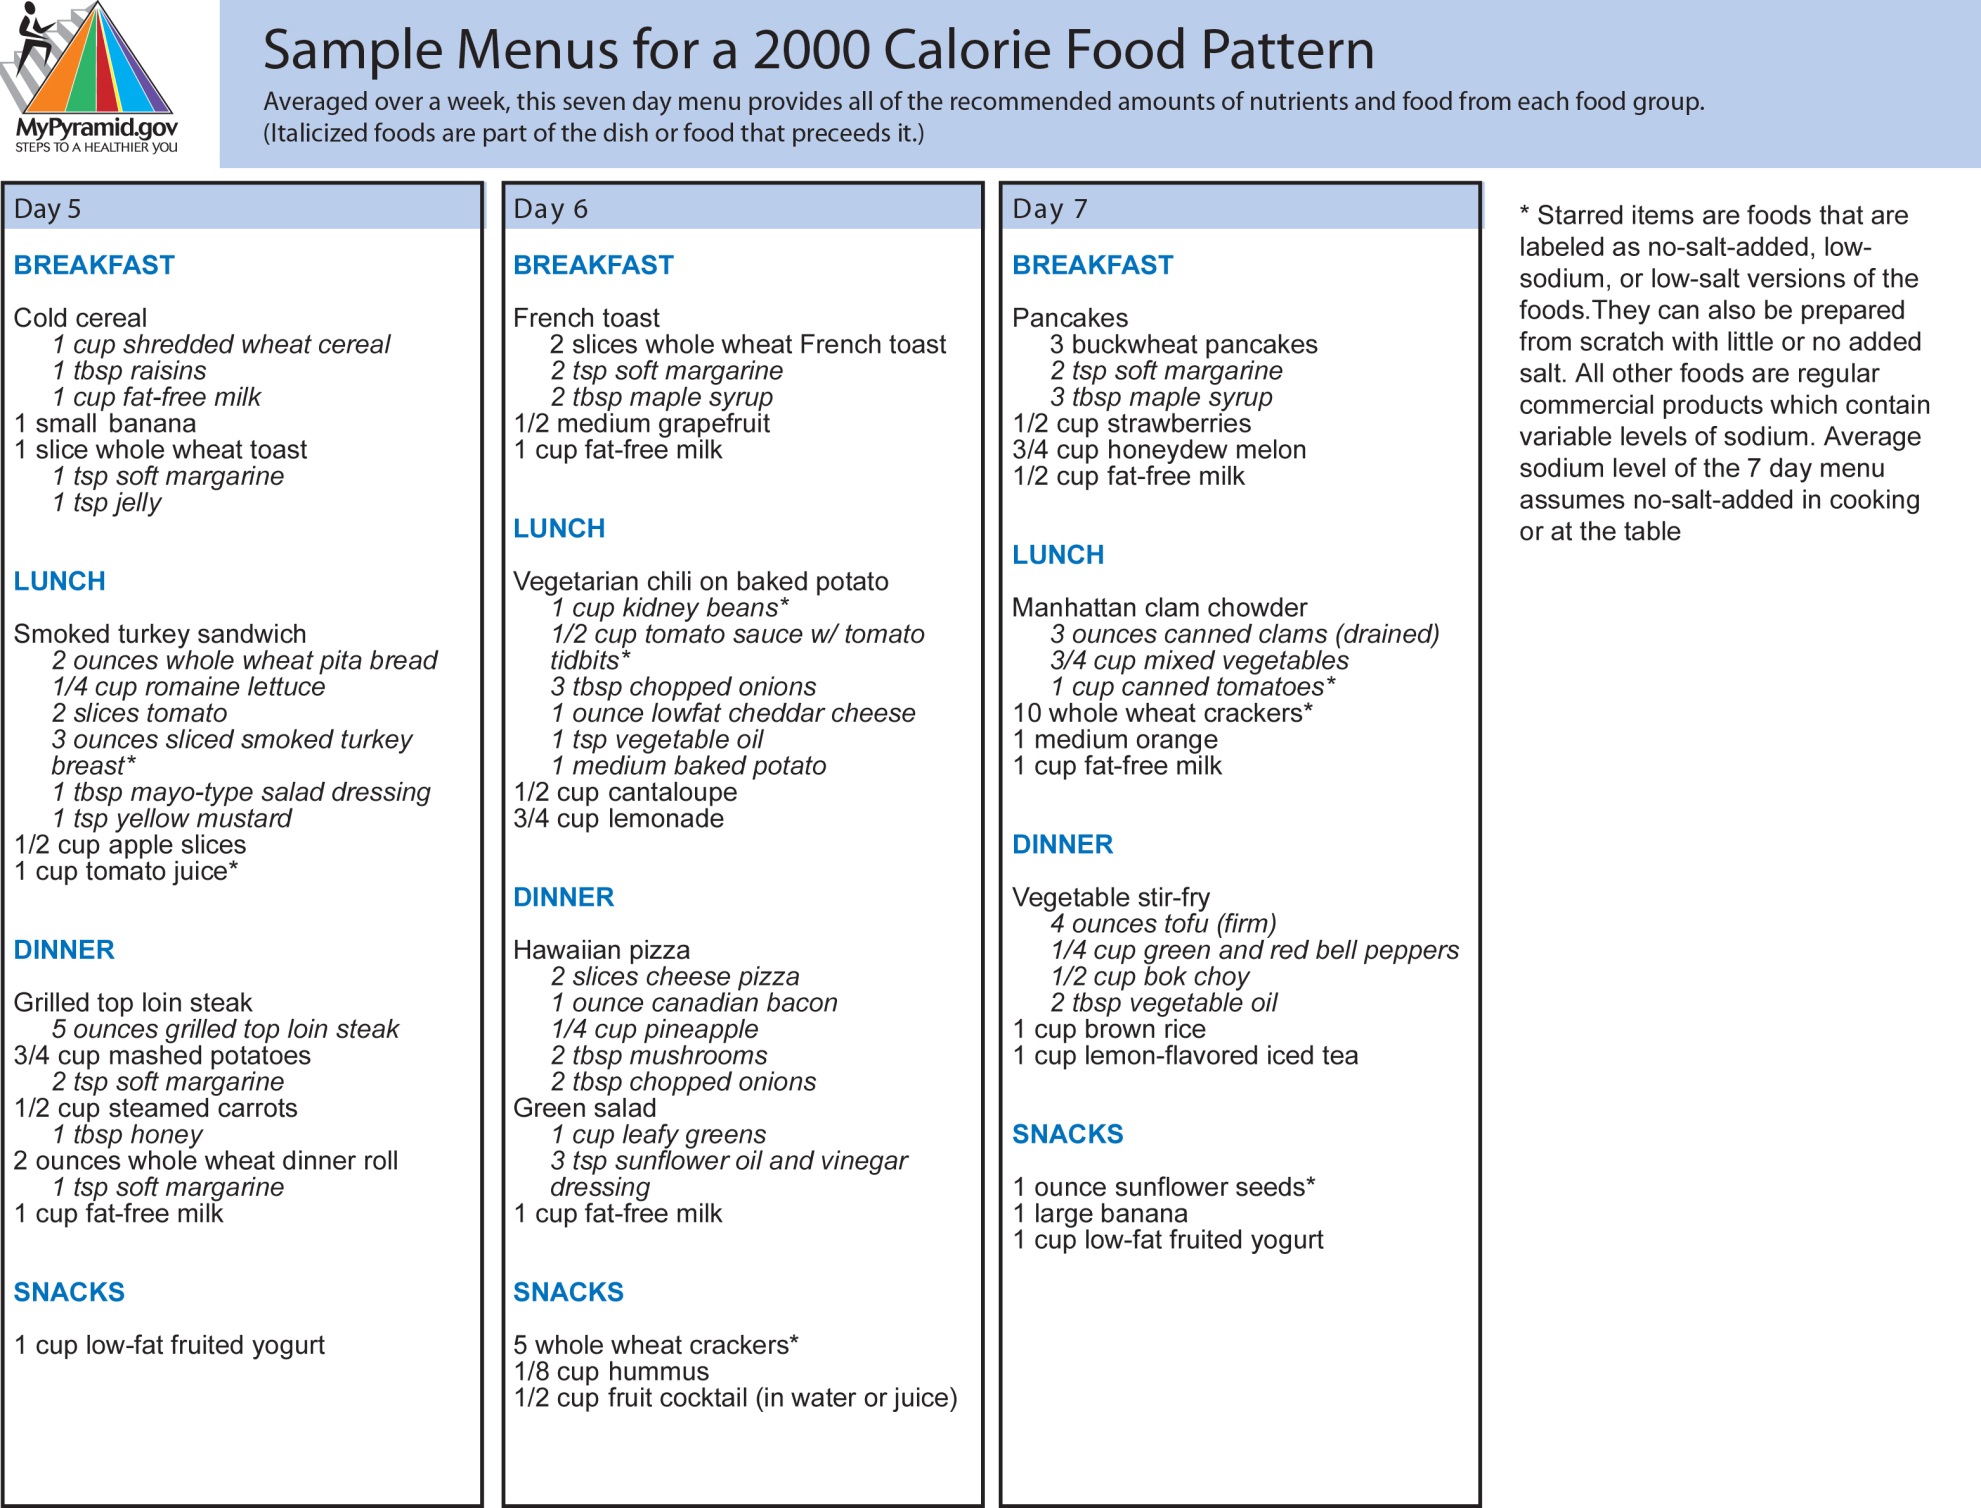 MyPyramid.gov
STEPS TO A HEALTHIER YOU
Sample Menus for a 2000 Calorie Food Pattern
Averaged over a week, this seven day menu provides all of the recommended amounts of nutrients and food from each food group.
(Italicized foods are part of the dish or food that preceeds it.)
Day 5
BREAKFAST
Cold cereal
1 cup shredded wheat cereal
1 tbsp raisins
1 cup fat-free milk
1 small banana
1 slice whole wheat toast
1 tsp soft margarine
1 tsp jelly
LUNCH
Smoked turkey sandwich
2 ounces whole wheat pita bread
1/4 cup romaine lettuce
2 slices tomato
3 ounces sliced smoked turkey
breast*
1 tbsp mayo-type salad dressing
1 tsp yellow mustard
1/2 cup apple slices
1 cup tomato juice*
DINNER
Grilled top loin steak
5 ounces grilled top loin steak
3/4 cup mashed potatoes
2 tsp soft margarine
1/2 cup steamed carrots
1 tbsp honey
2 ounces whole wheat dinner roll
1 tsp soft margarine
1 cup fat-free milk
SNACKS
1 cup low-fat fruited yogurt
Day 6
BREAKFAST
French toast
2 slices whole wheat French toast
2 tsp soft margarine
2 tbsp maple syrup
1/2 medium grapefruit
1 cup fat-free milk
LUNCH
Vegetarian chili on baked potato
1 cup kidney beans*
1/2 cup tomato sauce w/ tomato
tidbits*
3 tbsp chopped onions
1 ounce lowfat cheddar cheese
1 tsp vegetable oil
1 medium baked potato
1/2 cup cantaloupe
3/4 cup lemonade
DINNER
Hawaiian pizza
2 slices cheese pizza
1 ounce canadian bacon
1/4 cup pineapple
2 tbsp mushrooms
2 tbsp chopped onions
Green salad
1 cup leafy greens
3 tsp sunflower oil and vinegar
dressing
1 cup fat-free milk
SNACKS
5 whole wheat crackers*
1/8 cup hummus
1/2 cup fruit cocktail (in water or juice)
Day 7
BREAKFAST
Pancakes
3 buckwheat pancakes
2 tsp soft margarine
3 tbsp maple syrup
1/2 cup strawberries
3/4 cup honeydew melon
1/2 cup fat-free milk
LUNCH
Manhattan clam chowder
3 ounces canned clams (drained)
3/4 cup mixed vegetables
1 cup canned tomatoes*
10 whole wheat crackers*
1 medium orange
1 cup fat-free milk
DINNER
Vegetable stir-fry
4 ounces tofu (firm)
1/4 cup green and red bell peppers
1/2 cup bok choy
2 tbsp vegetable oil
1 cup brown rice
1 cup lemon-flavored iced tea
SNACKS
1 ounce sunflower seeds*
1 large banana
1 cup low-fat fruited yogurt
* Starred items are foods that are
labeled as no-salt-added, low-
sodium, or low-salt versions of the
foods.They can also be prepared
from scratch with little or no added
salt. All other foods are regular
commercial products which contain
variable levels of sodium. Average
sodium level of the 7 day menu
assumes no-salt-added in cooking
or at the table